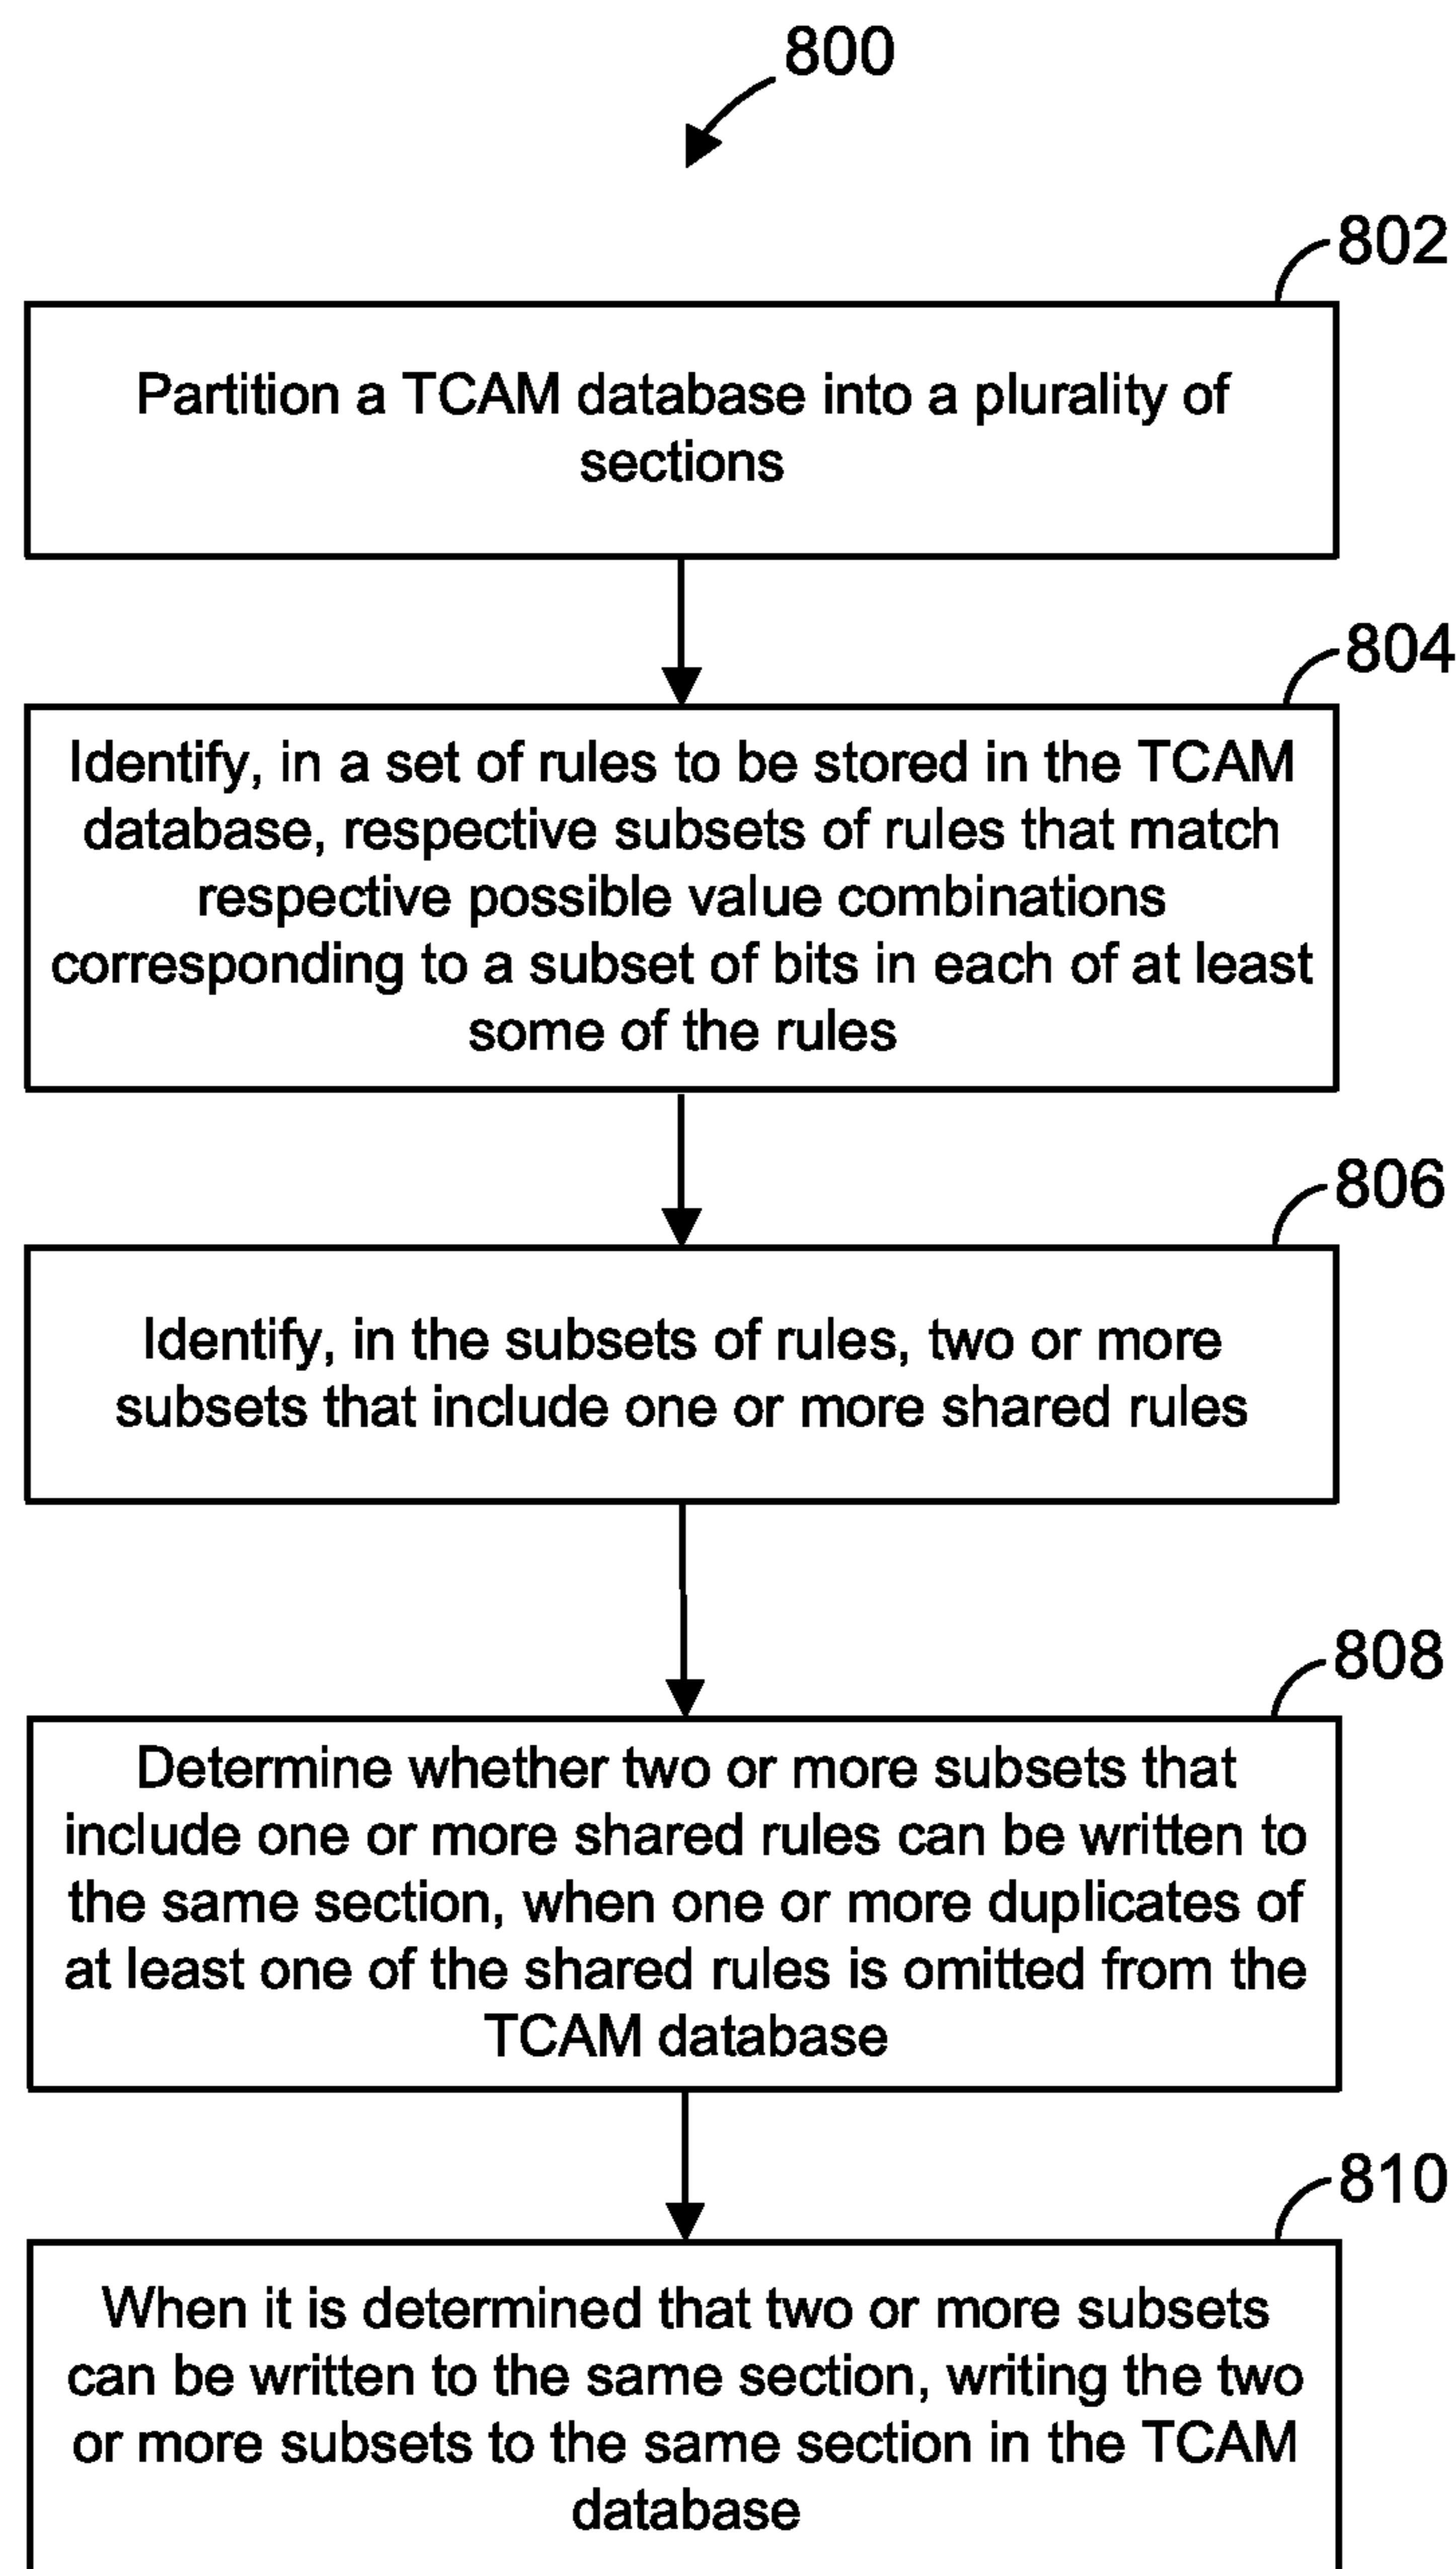 800
802
Partition a TCAM database into a plurality of
sections
804
Identify, in a set of rules to be stored in the TCAM
database, respective subsets of rules that match
respective possible value combinations
corresponding to a subset of bits in each of at least
some of the rules
806
Identify, in the subsets of rules, two or more
subsets that include one or more shared rules
808
Determine whether two or more subsets that
include one or more shared rules can be written to
the same section, when one or more duplicates of
at least one of the shared rules is omitted from the
TCAM database
810
When it is determined that two or more subsets
can be written to the same section, writing the two
or more subsets to the same section in the TCAM
database